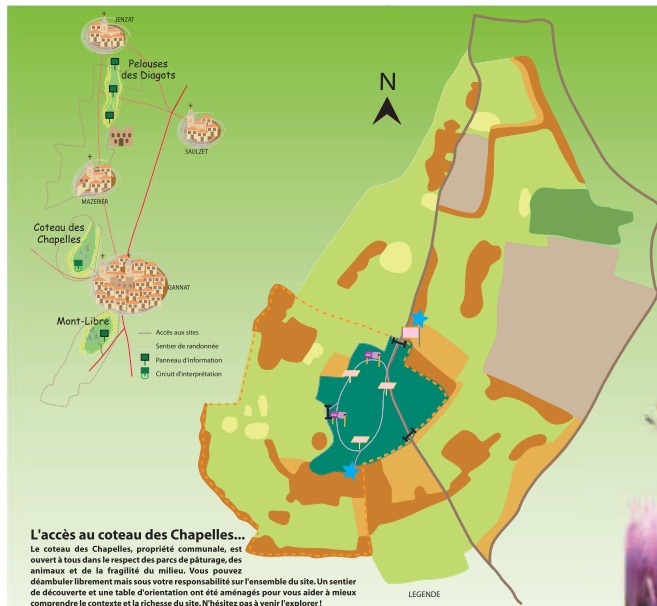 JENZAT
Pelouses
des Diagots
SAULZET
MAZERIER
Coteau des
Chapelles
GANNAT
Mont-Libre
Accès aux sites
Sentier de randonnée
Panneau d'information
Circuit d'interprétation
N
L'accès au coteau des Chapelles...
Le coteau des Chapelles, propriété communale, est
ouvert à tous dans le respect des parcs de pâturage, des
animaux et de la fragilité du milieu. Vous pouvez
déambuler librement mais sous votre responsabilité sur l'ensemble du site. Un sentier
de découverte et une table d'orientation ont été aménagés pour vous aider à mieux
comprendre le contexte et la richesse du site. N'hésitez pas à venir l'explorer !
LEGENDE